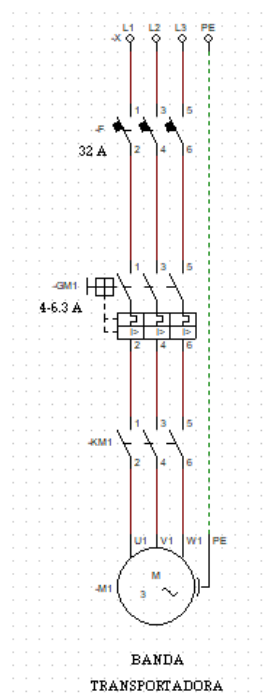 L1 L2 L3 PE
-X
1 3 5
-F
32 A
2 4 6
1 3 5
-GM1
4-6.3 A
I> I> I>
2 4 6
1 3 5
-KM1
2 4 6
U1 V1 W1 PE
M
-M1
3
BANDA
TRANSPORTADORA